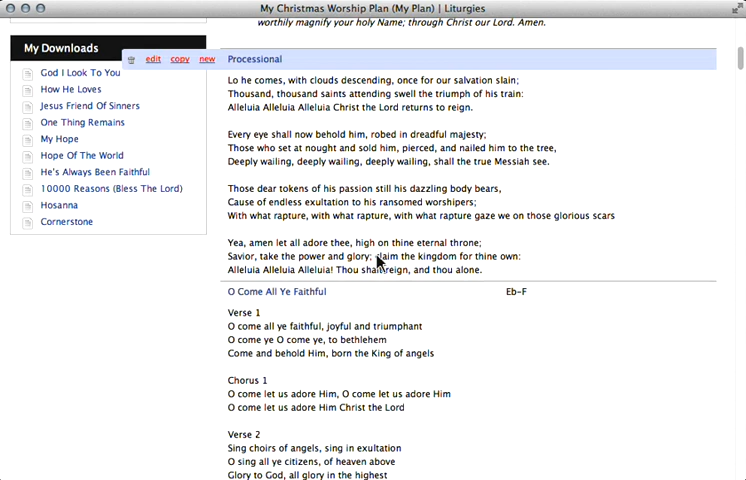 My Christmas Worship Plan (My Plan) | Liturgies
worthily magnify your holy Name; through Christ our Lord. Amen.
My Downloads
God I Look To You
How He Loves
Jesus Friend Of Sinners
One Thing Remains
My Hope
Hope Of The World
He's Always Been Faithful
10000 Reasons (Bless The Lord)
Hosanna
Cornerstone
edit copy new Processional
Lo he comes, with clouds descending, once for our salvation slain;
Thousand, thousand saints attending swell the triumph of his train:
Alleluia Alleluia Alleluia Christ the Lord returns to reign.
Every eye shall now behold him, robed in dreadful majesty;
Those who set at nought and sold him, pierced, and nailed him to the tree,
Deeply wailing, deeply wailing, deeply wailing, shall the true Messiah see.
Those dear tokens of his passion still his dazzling body bears,
Cause of endless exultation to his ransomed worshipers;
With what rapture, with what rapture, with what rapture gaze we on those glorious scars
Yea, amen let all adore thee, high on thine eternal throne;
Savior, take the power and glory; claim the kingdom for thine own:
Alleluia Alleluia Alleluia! Thou shalt reign, and thou alone.
O Come All Ye Faithful Eb-F
Verse 1
O come all ye faithful, joyful and triumphant
O come ye O come ye, to bethlehem
Come and behold Him, born the King of angels
Chorus 1
O come let us adore Him, O come let us adore Him
O come let us adore Him Christ the Lord
Verse 2
Sing choirs of angels, sing in exultation
O sing all ye citizens, of heaven above
Glory to God, all glory in the highest